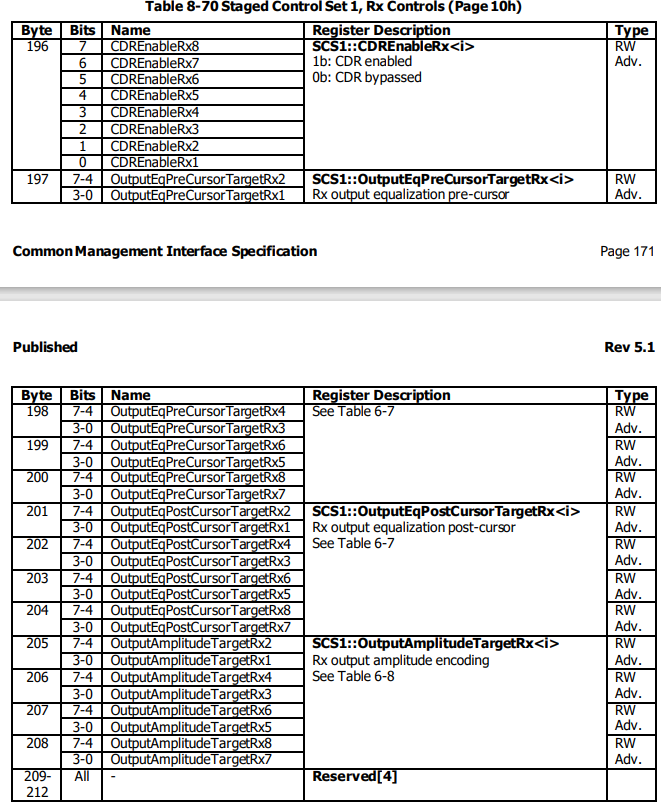 Table 8-70 Staged Control Set 1, Rx Controls (Page 10h)
Byte Bits Name Register Description Type
196 7 CDREnableRx8 SCS1::CDREnableRx<i> RW
6 CDREnableRx7 1b: CDR enabled Adv.
5 CDREnableRx6 0b: CDR bypassed
4 CDREnableRx5
3 CDREnableRx4
2 CDREnableRx3
1 CDREnableRx2
0 CDREnableRx1
197 7-4 OutputEqPreCursorTargetRx2 SCS1::OutputEqPreCursorTargetRx<i> RW
3-0 OutputEqPreCursorTargetRx1 Rx output equalization pre-cursor Adv.
Common Management Interface Specification Page 171
Published Rev 5.1
Byte Bits Name Register Description Type
198 7-4 OutputEqPreCursorTargetRx4 See Table 6-7 RW
3-0 OutputEqPreCursorTargetRx3 Adv.
199 7-4 OutputEqPreCursorTargetRx6 RW
3-0 OutputEqPreCursorTargetRx5 Adv.
200 7-4 OutputEqPreCursorTargetRx8 RW
3-0 OutputEqPreCursorTargetRx7 Adv.
201 7-4 OutputEqPostCursorTargetRx2 SCS1::OutputEqPostCursorTargetRx<i> RW
3-0 OutputEqPostCursorTargetRx1 Rx output equalization post-cursor Adv.
202 7-4 OutputEqPostCursorTargetRx4 See Table 6-7 RW
3-0 OutputEqPostCursorTargetRx3 Adv.
203 7-4 OutputEqPostCursorTargetRx6 RW
3-0 OutputEqPostCursorTargetRx5 Adv.
204 7-4 OutputEqPostCursorTargetRx8 RW
3-0 OutputEqPostCursorTargetRx7 Adv.
205 7-4 OutputAmplitudeTargetRx2 SCS1::OutputAmplitudeTargetRx<i> RW
3-0 OutputAmplitudeTargetRx1 Rx output amplitude encoding Adv.
206 7-4 OutputAmplitudeTargetRx4 See Table 6-8 RW
3-0 OutputAmplitudeTargetRx3 Adv.
207 7-4 OutputAmplitudeTargetRx6 RW
3-0 OutputAmplitudeTargetRx5 Adv.
208 7-4 OutputAmplitudeTargetRx8 RW
3-0 OutputAmplitudeTargetRx7 Adv.
209- All - Reserved[4]
212